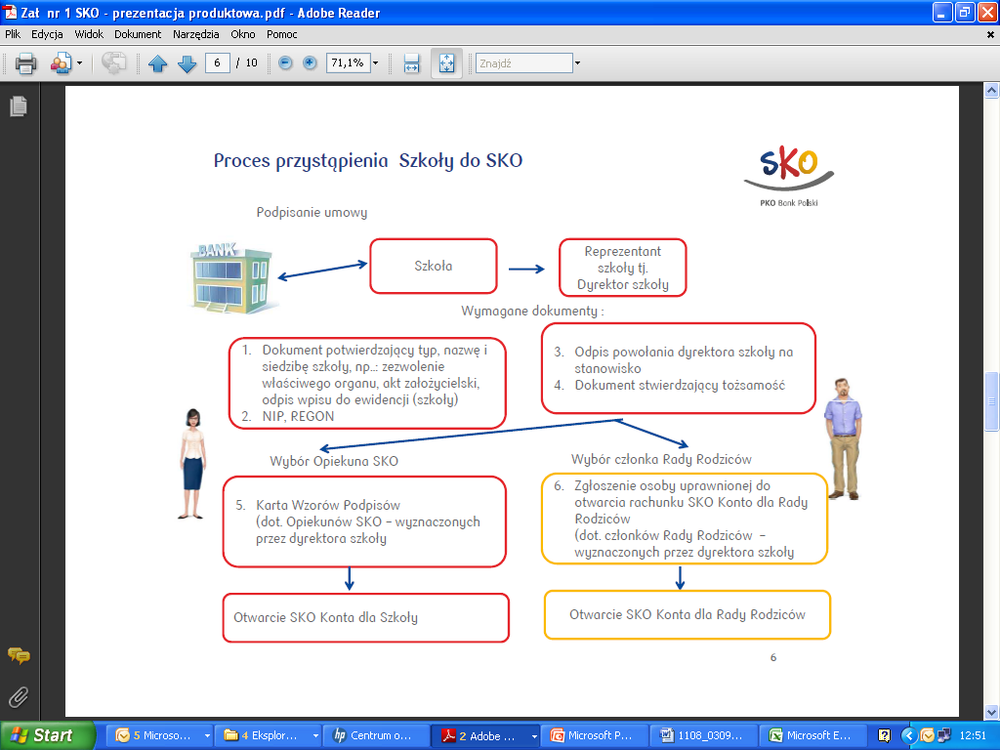 Zał nr 1 SKO - prezentacja produktowa.pdf - Adobe Reader
Plik Edycja Widok Dokument Narzędzia Okno Pomoc
6 / 10 71,1% Znajdź
Proces przystąpienia Szkoły do SKO
SKO
PKO Bank Polski
Podpisanie umowy
BANK
Szkoła
Reprezentant
szkoły tj.
Dyrektor szkoły
Wymagane dokumenty :
1. Dokument potwierdzający typ, nazwę i
siedzibę szkoły, np..: zezwolenie
właściwego organu, akt założycielski,
odpis wpisu do ewidencji (szkoły)
2. NIP, REGON
3. Odpis powołania dyrektora szkoły na
stanowisko
4. Dokument stwierdzający tożsamość
Wybór Opiekuna SKO
Wybór członka Rady Rodziców
5. Karta Wzorów Podpisów
(dot. Opiekunów SKO – wyznaczonych
przez dyrektora szkoły
6. Zgłoszenie osoby uprawnionej do
otwarcia rachunku SKO Konto dla Rady
Rodziców
(dot. członków Rady Rodziców –
wyznaczonych przez dyrektora szkoły
Otwarcie SKO Konta dla Szkoły
Otwarcie SKO Konta dla Rady Rodziców
6
Start 5 Microso... 4 Eksplor... Centrum o... 2 Adobe ... Microsoft P... 1108_0309... Microsoft E... 12:51